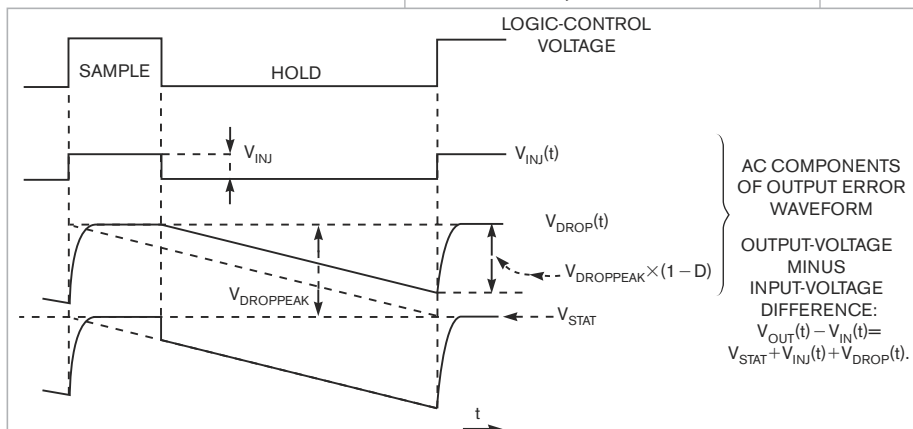 LOGIC-CONTROL
VOLTAGE
SAMPLE
HOLD
V_INJ
V_INJ(t)
V_DROP(t)
V_DROPPEAK
V_DROPPEAK×(1−D)
V_STAT
t
AC COMPONENTS
OF OUTPUT ERROR
WAVEFORM
OUTPUT-VOLTAGE
MINUS
INPUT-VOLTAGE
DIFFERENCE:
V_OUT(t)−V_IN(t)=
V_STAT+V_INJ(t)+V_DROP(t).